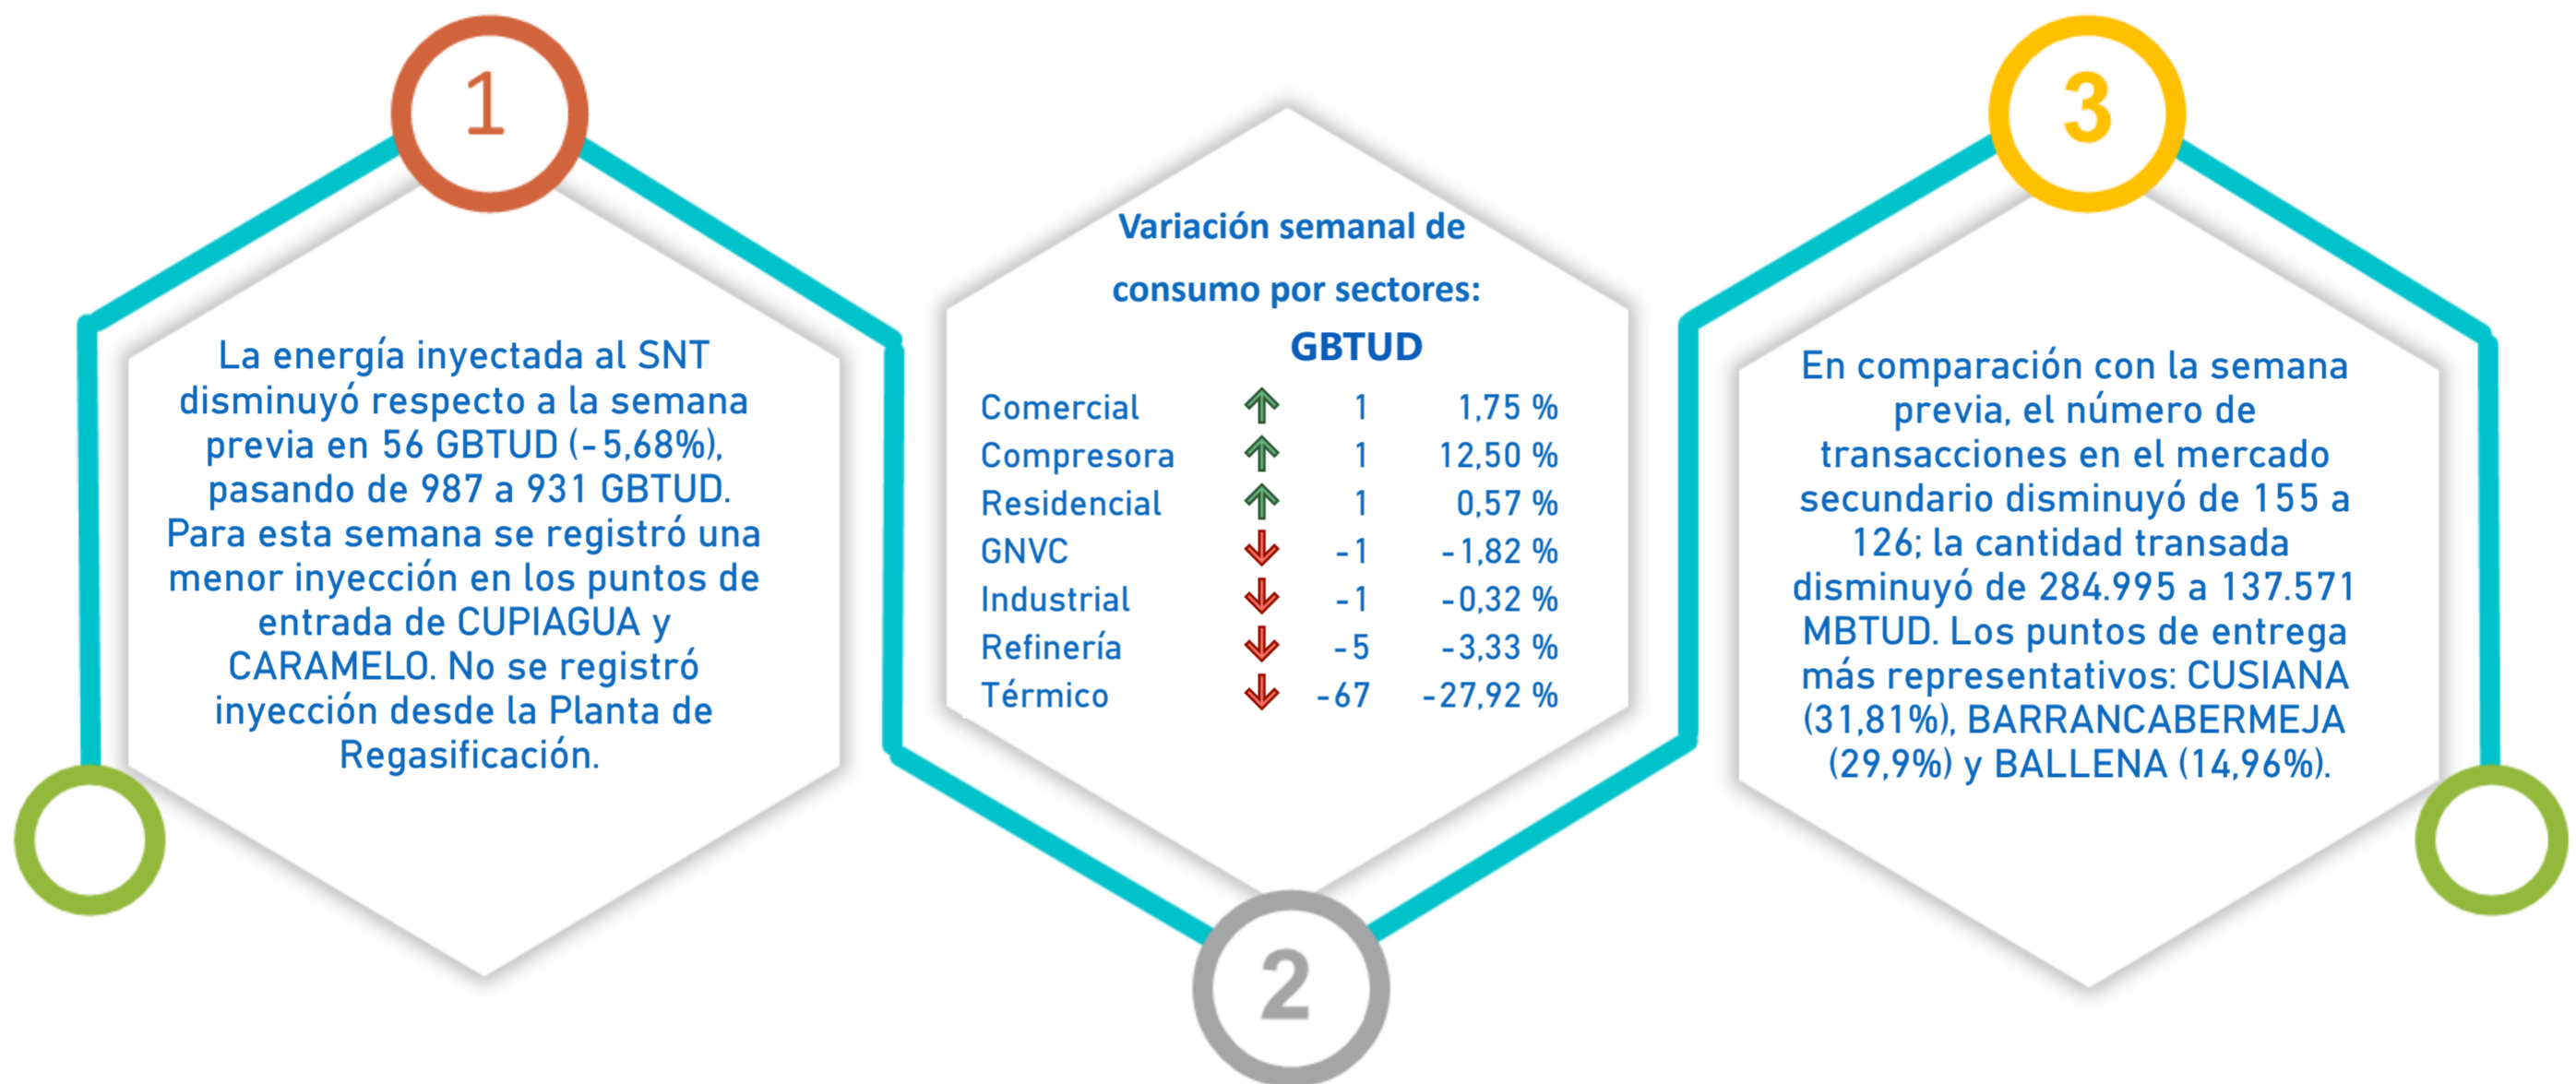 1
La energía inyectada al SNT
disminuyó respecto a la semana
previa en 56 GBTUD (-5,68%),
pasando de 987 a 931 GBTUD.
Para esta semana se registró una
menor inyección en los puntos de
entrada de CUPIAGUA y
CARAMELO. No se registró
inyección desde la Planta de
Regasificación.
Variación semanal de
consumo por sectores:
GBTUD
Comercial 1 1,75 %
Compresora 1 12,50 %
Residencial 1 0,57 %
GNVC -1 -1,82 %
Industrial -1 -0,32 %
Refinería -5 -3,33 %
Térmico -67 -27,92 %
2
3
En comparación con la semana
previa, el número de
transacciones en el mercado
secundario disminuyó de 155 a
126; la cantidad transada
disminuyó de 284.995 a 137.571
MBTUD. Los puntos de entrega
más representativos: CUSIANA
(31,81%), BARRANCABERMEJA
(29,9%) y BALLENA (14,96%).